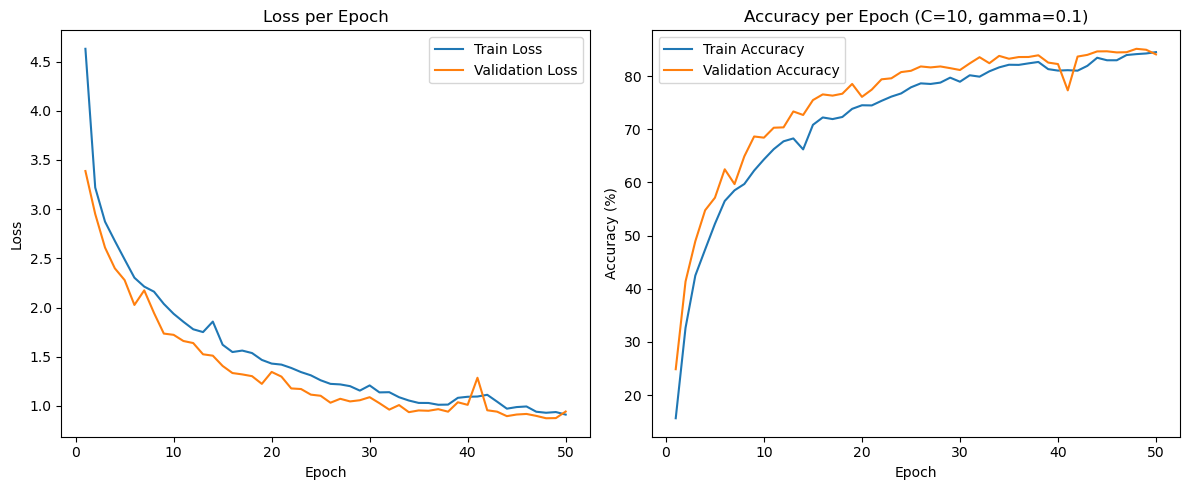 Loss per Epoch
Train Loss
Validation Loss
4.5
4.0
3.5
3.0
2.5
2.0
1.5
1.0
Loss
0 10 20 30 40 50
Epoch
Accuracy per Epoch (C=10, gamma=0.1)
Train Accuracy
Validation Accuracy
80
70
60
50
40
30
20
Accuracy (%)
0 10 20 30 40 50
Epoch